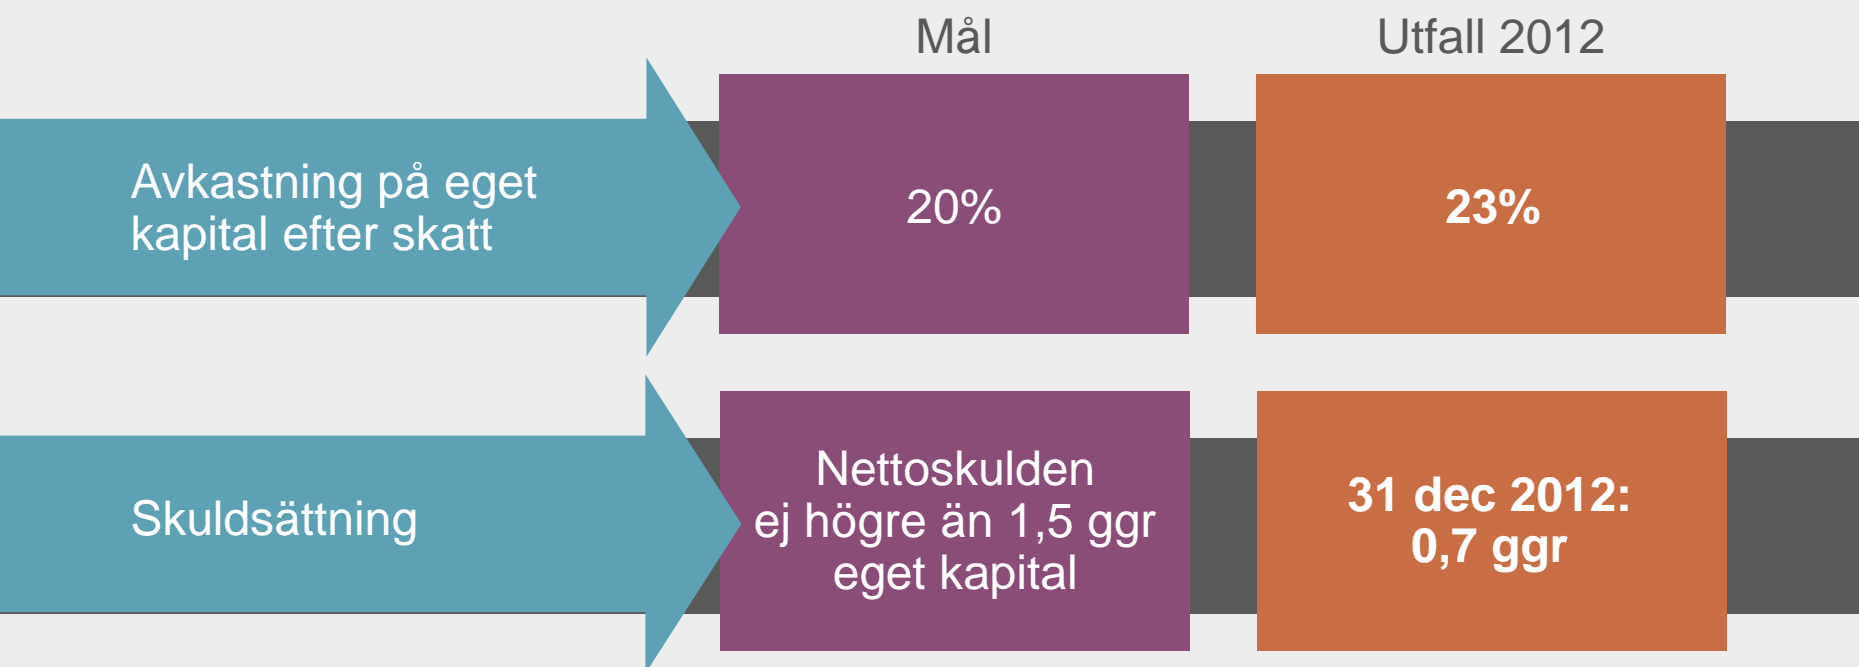 Mål
Utfall 2012
Avkastning på eget
kapital efter skatt
20%
23%
Skuldsättning
Nettoskulden
ej högre än 1,5 ggr
eget kapital
31 dec 2012:
0,7 ggr